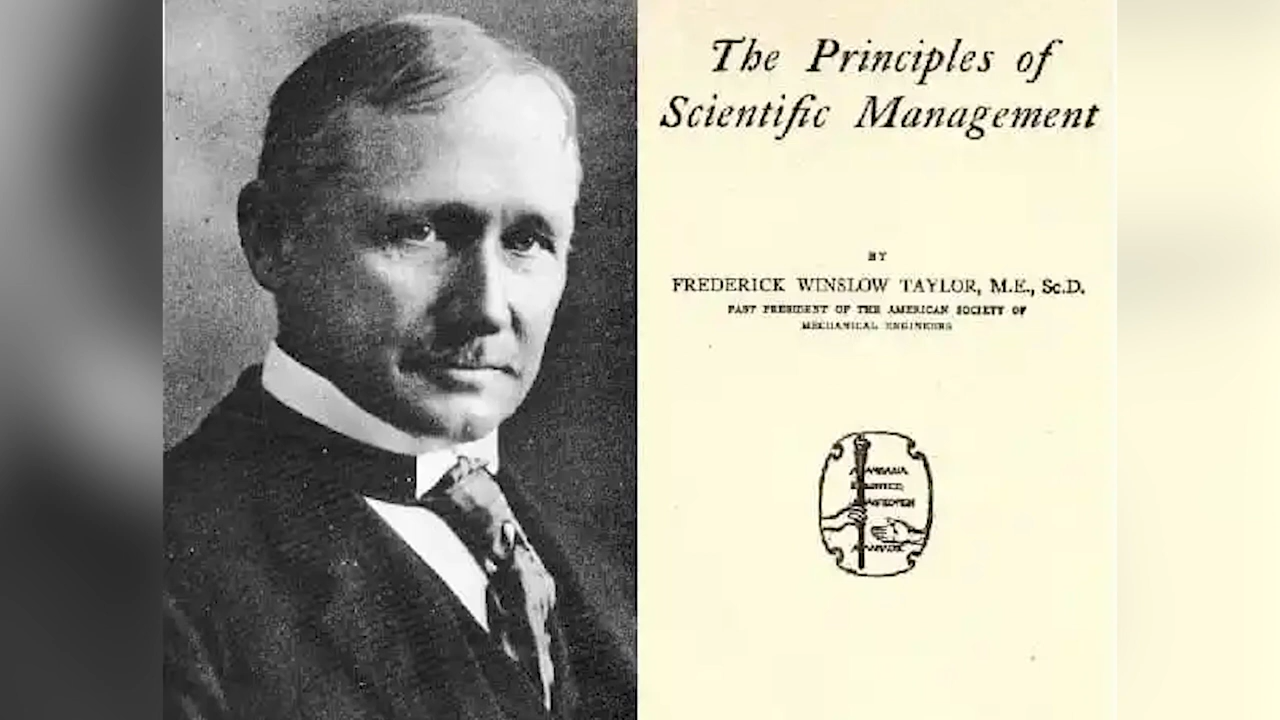 The Principles of
Scientific Management
BY
FREDERICK WINSLOW TAYLOR, M.E., Sc.D.
PAST PRESIDENT OF THE AMERICAN SOCIETY OF
MECHANICAL ENGINEERS